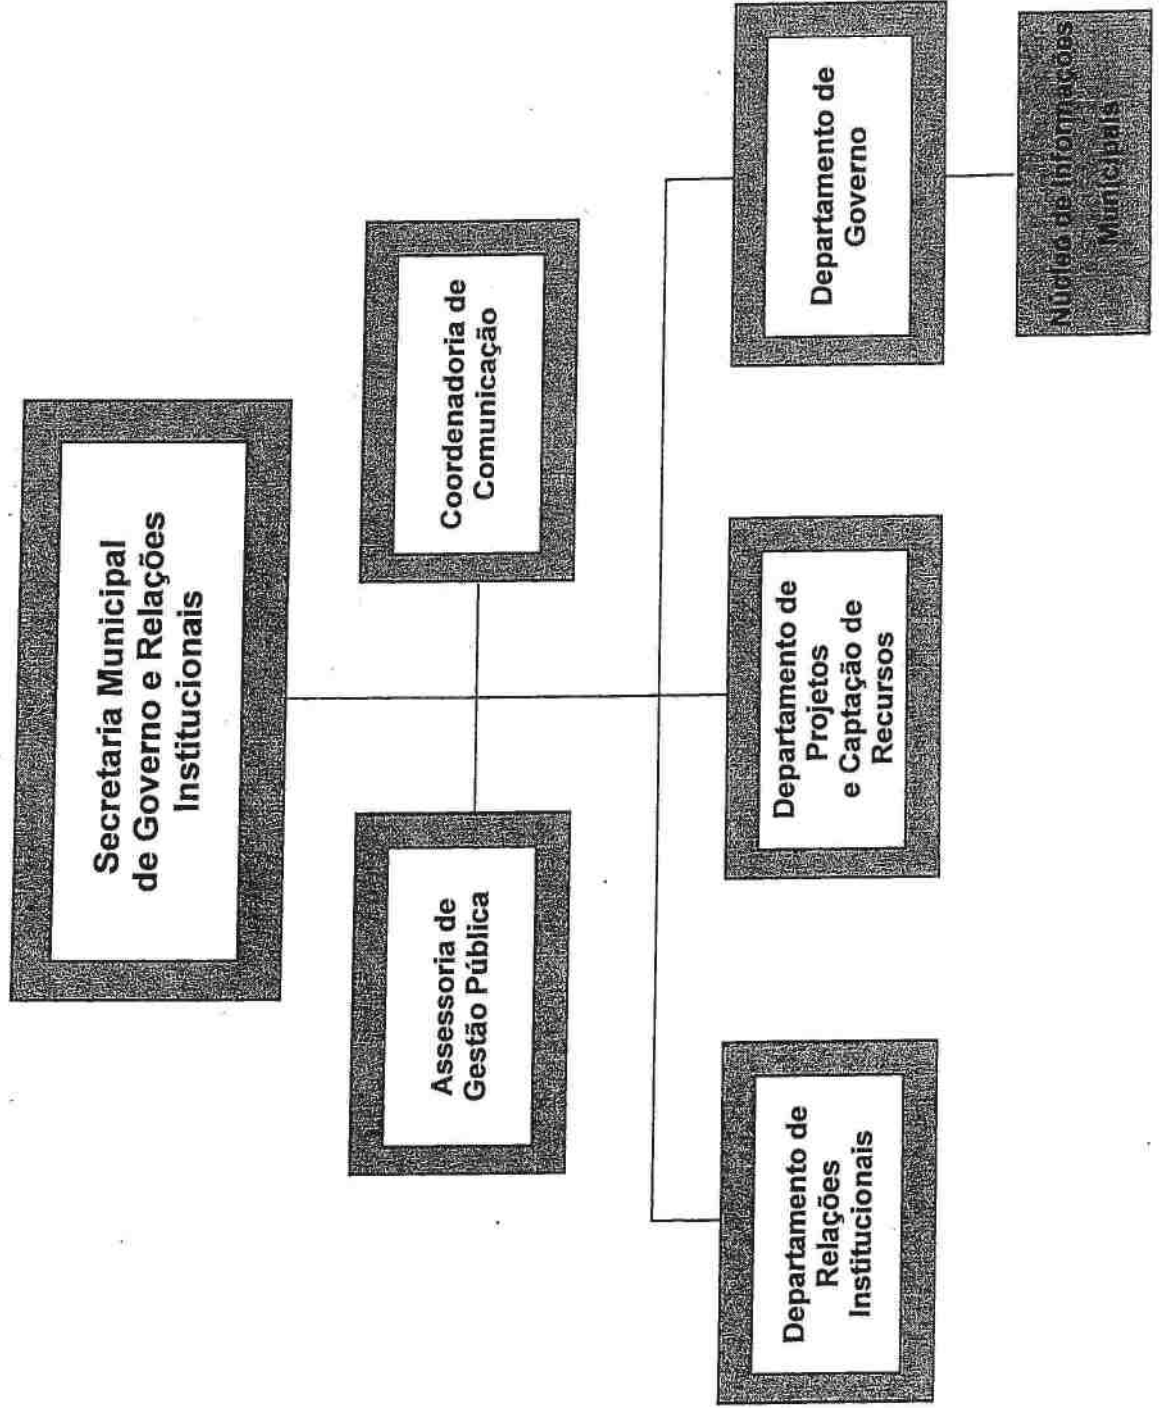 Secretaria Municipal
de Governo e Relações
Institucionais
Assessoria de
Gestão Pública
Coordenadoria de
Comunicação
Departamento de
Relações
Institucionais
Departamento de
Projetos
e Captação de
Recursos
Departamento de
Governo
Núcleo de Informações
Municipais